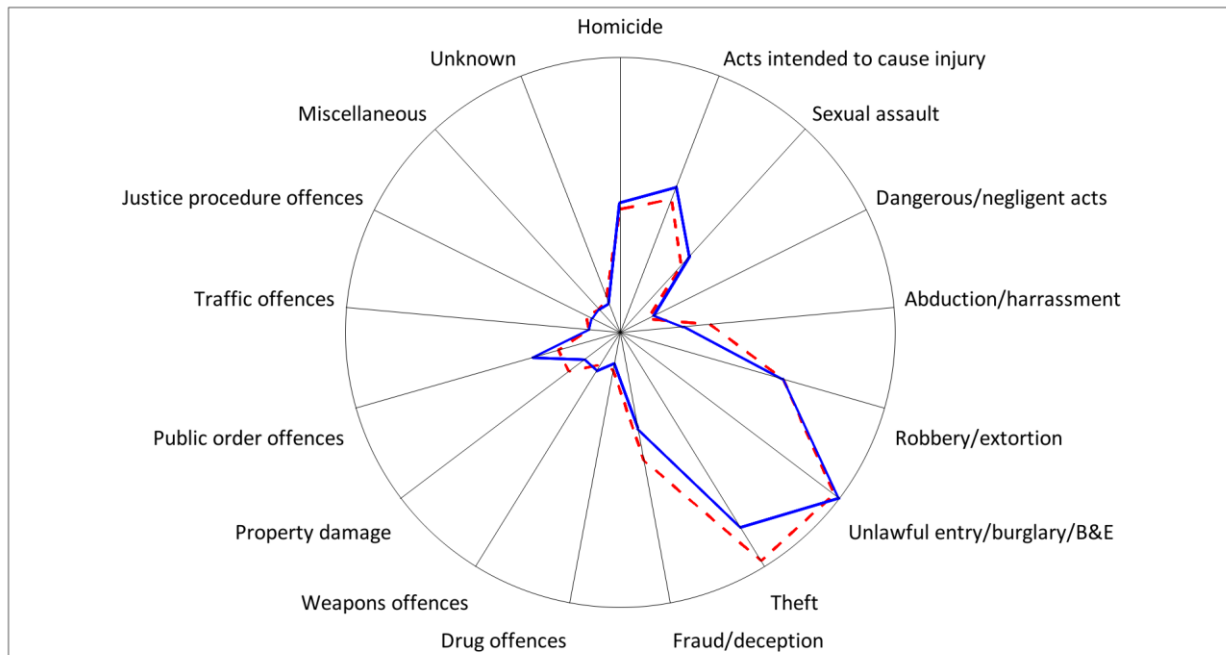 Homicide
Acts intended to cause injury
Sexual assault
Dangerous/negligent acts
Abduction/harrassment
Robbery/extortion
Unlawful entry/burglary/B&E
Theft
Fraud/deception
Drug offences
Weapons offences
Property damage
Public order offences
Traffic offences
Justice procedure offences
Miscellaneous
Unknown